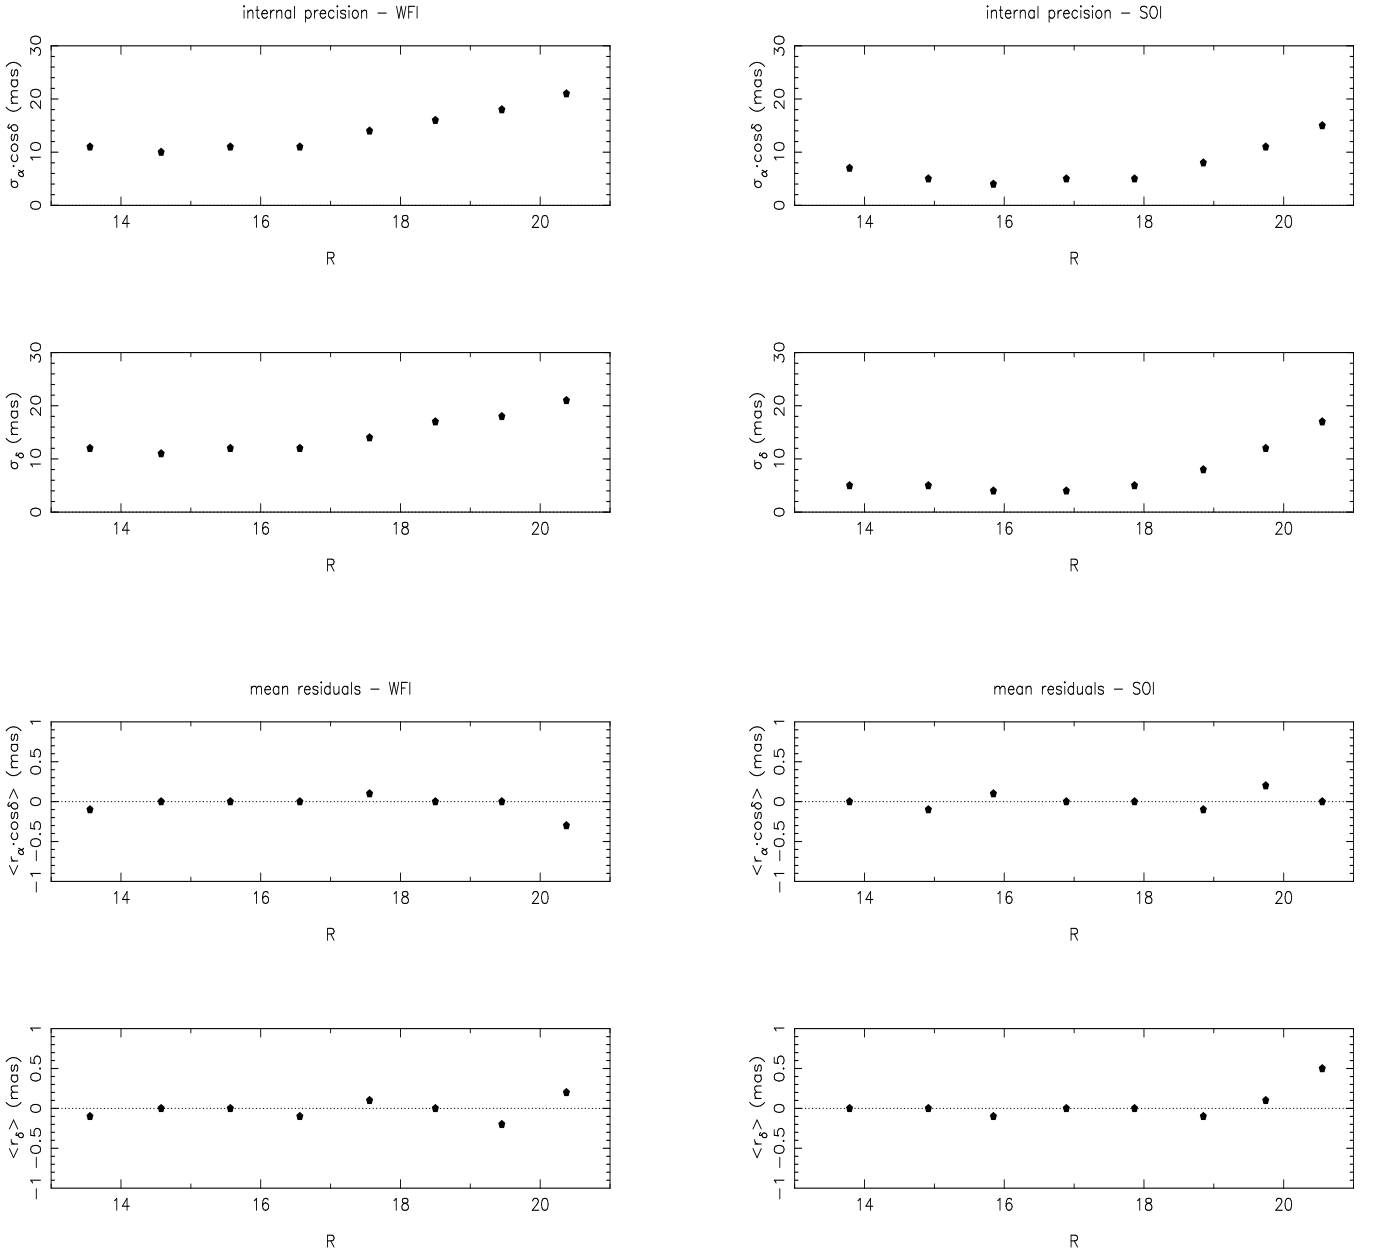 internal precision – WFI
internal precision – SOI
σα·cosδ (mas)
0 10 20 30
14 16 18 20
R
σα·cosδ (mas)
0 10 20 30
14 16 18 20
R
σδ (mas)
0 10 20 30
14 16 18 20
R
σδ (mas)
0 10 20 30
14 16 18 20
R
mean residuals – WFI
mean residuals – SOI
<rα·cosδ> (mas)
−1 −0.5 0 0.5 1
14 16 18 20
R
<rα·cosδ> (mas)
−1 −0.5 0 0.5 1
14 16 18 20
R
<rδ> (mas)
−1 −0.5 0 0.5 1
14 16 18 20
R
<rδ> (mas)
−1 −0.5 0 0.5 1
14 16 18 20
R